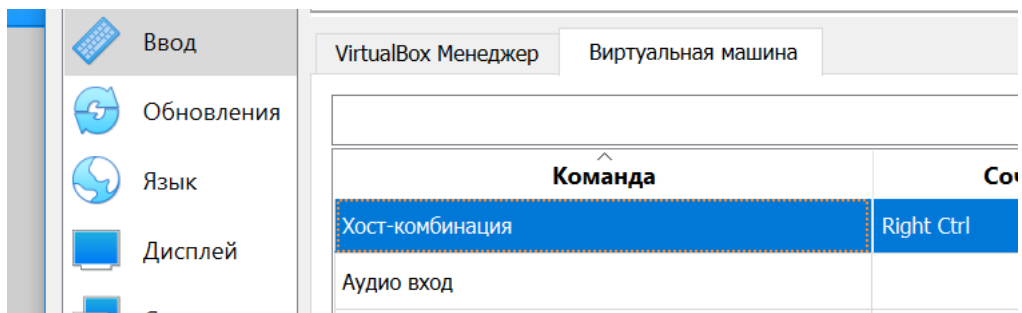 Ввод
Обновления
Язык
Дисплей
VirtualBox Менеджер
Виртуальная машина
Команда
Хост-комбинация
Right Ctrl
Аудио вход